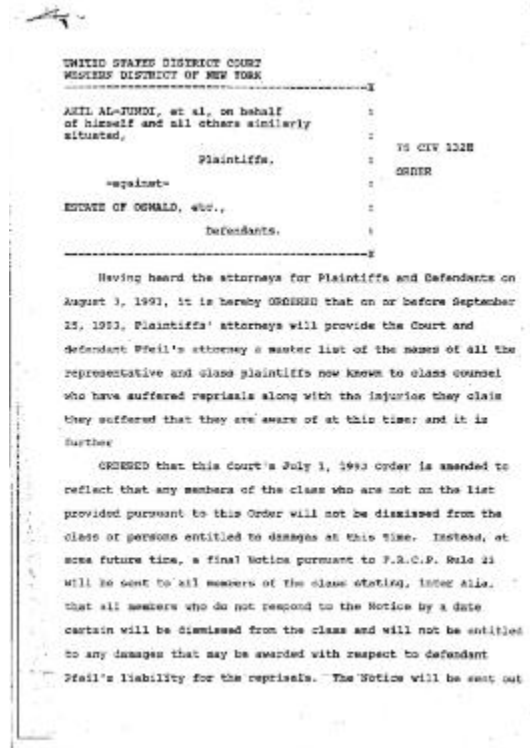 UNITED STATES DISTRICT COURT
WESTERN DISTRICT OF NEW YORK
------------------------------------------X
AKIL AL-JUNDI, et al, on behalf :
of himself and all others similarly
situated, :
75 CIV 132
Plaintiffs, :
ORDER
-against- :
ESTATE OF OSWALD, etc., :
Defendants. :
------------------------------------------X
Having heard the attorneys for Plaintiffs and Defendants on
August 3, 1993, it is hereby ORDERED that on or before September
25, 1993, Plaintiffs' attorneys will provide the Court and
defendant Pfeil's attorney a master list of the names of all the
representative and class plaintiffs now known to class counsel
who have suffered reprisals along with the injuries they claim
they suffered that they are aware of at this time; and it is
further
ORDERED that this Court's July 1, 1993 Order is amended to
reflect that any members of the class who are not on the list
provided pursuant to this Order will not be dismissed from the
class of persons entitled to damages at this time. Instead, at
some future time, a final Notice pursuant to F.R.C.P. Rule 23
will be sent to all members of the class stating, inter alia,
that all members who do not respond to the Notice by a date
certain will be dismissed from the class and will not be entitled
to any damages that may be awarded with respect to defendant
Pfeil's liability for the reprisals. The Notice will be sent out